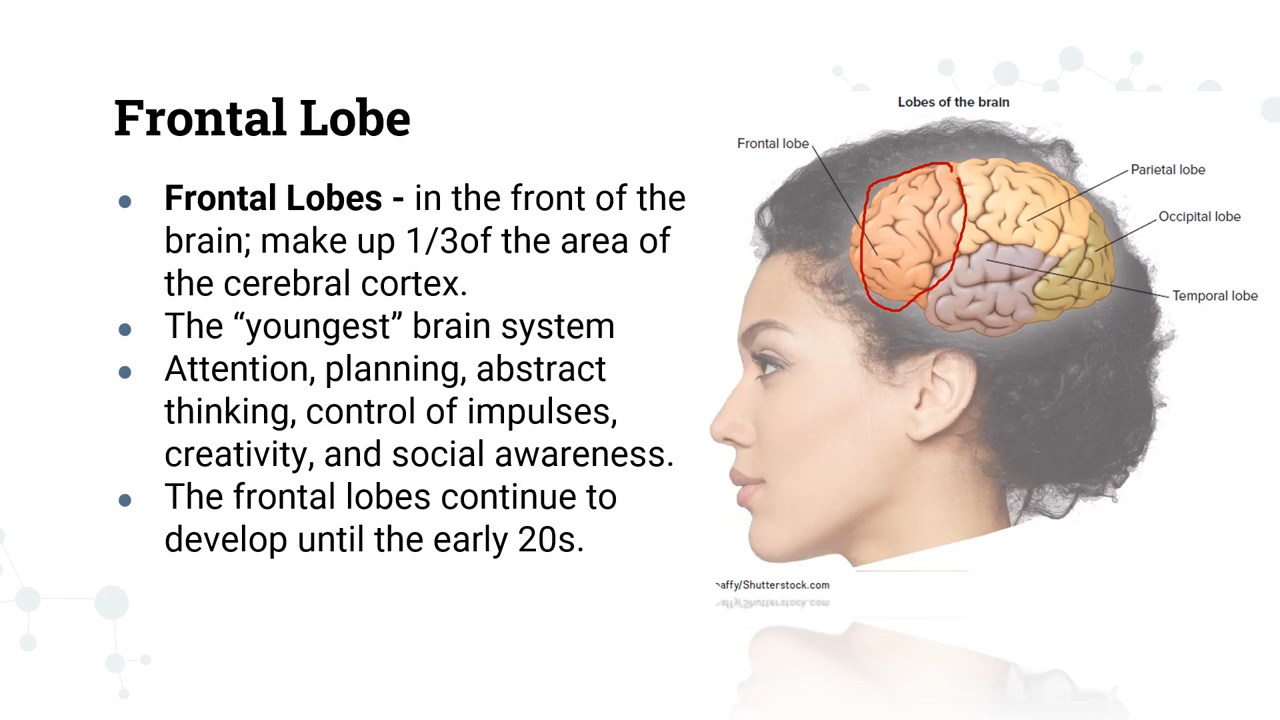 Frontal Lobe
Frontal Lobes - in the front of the
brain; make up 1/3of the area of
the cerebral cortex.
The “youngest” brain system
Attention, planning, abstract
thinking, control of impulses,
creativity, and social awareness.
The frontal lobes continue to
develop until the early 20s.
Lobes of the brain
Frontal lobe
Parietal lobe
Occipital lobe
Temporal lobe
affy/Shutterstock.com